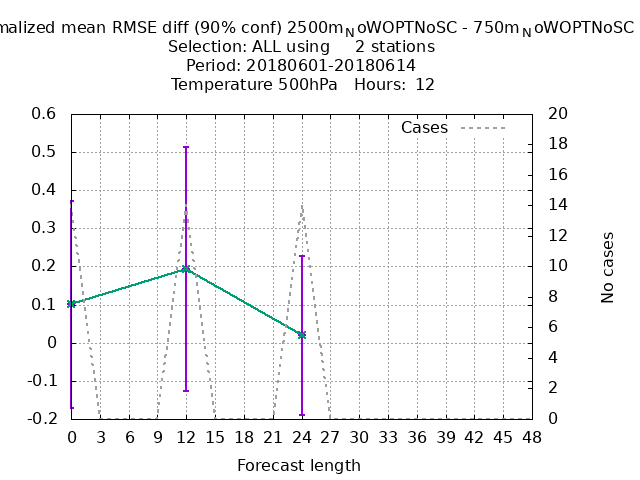 malized mean RMSE diff (90% conf) 2500mNoWOPTNoSC - 750mNoWOPTNoSC
Selection: ALL using 2 stations
Period: 20180601-20180614
Temperature 500hPa Hours: 12
0.6
0.5
0.4
0.3
0.2
0.1
0
-0.1
-0.2
Cases
20
18
16
14
12
10
8
6
4
2
0
No cases
0 3 6 9 12 15 18 21 24 27 30 33 36 39 42 45 48
Forecast length